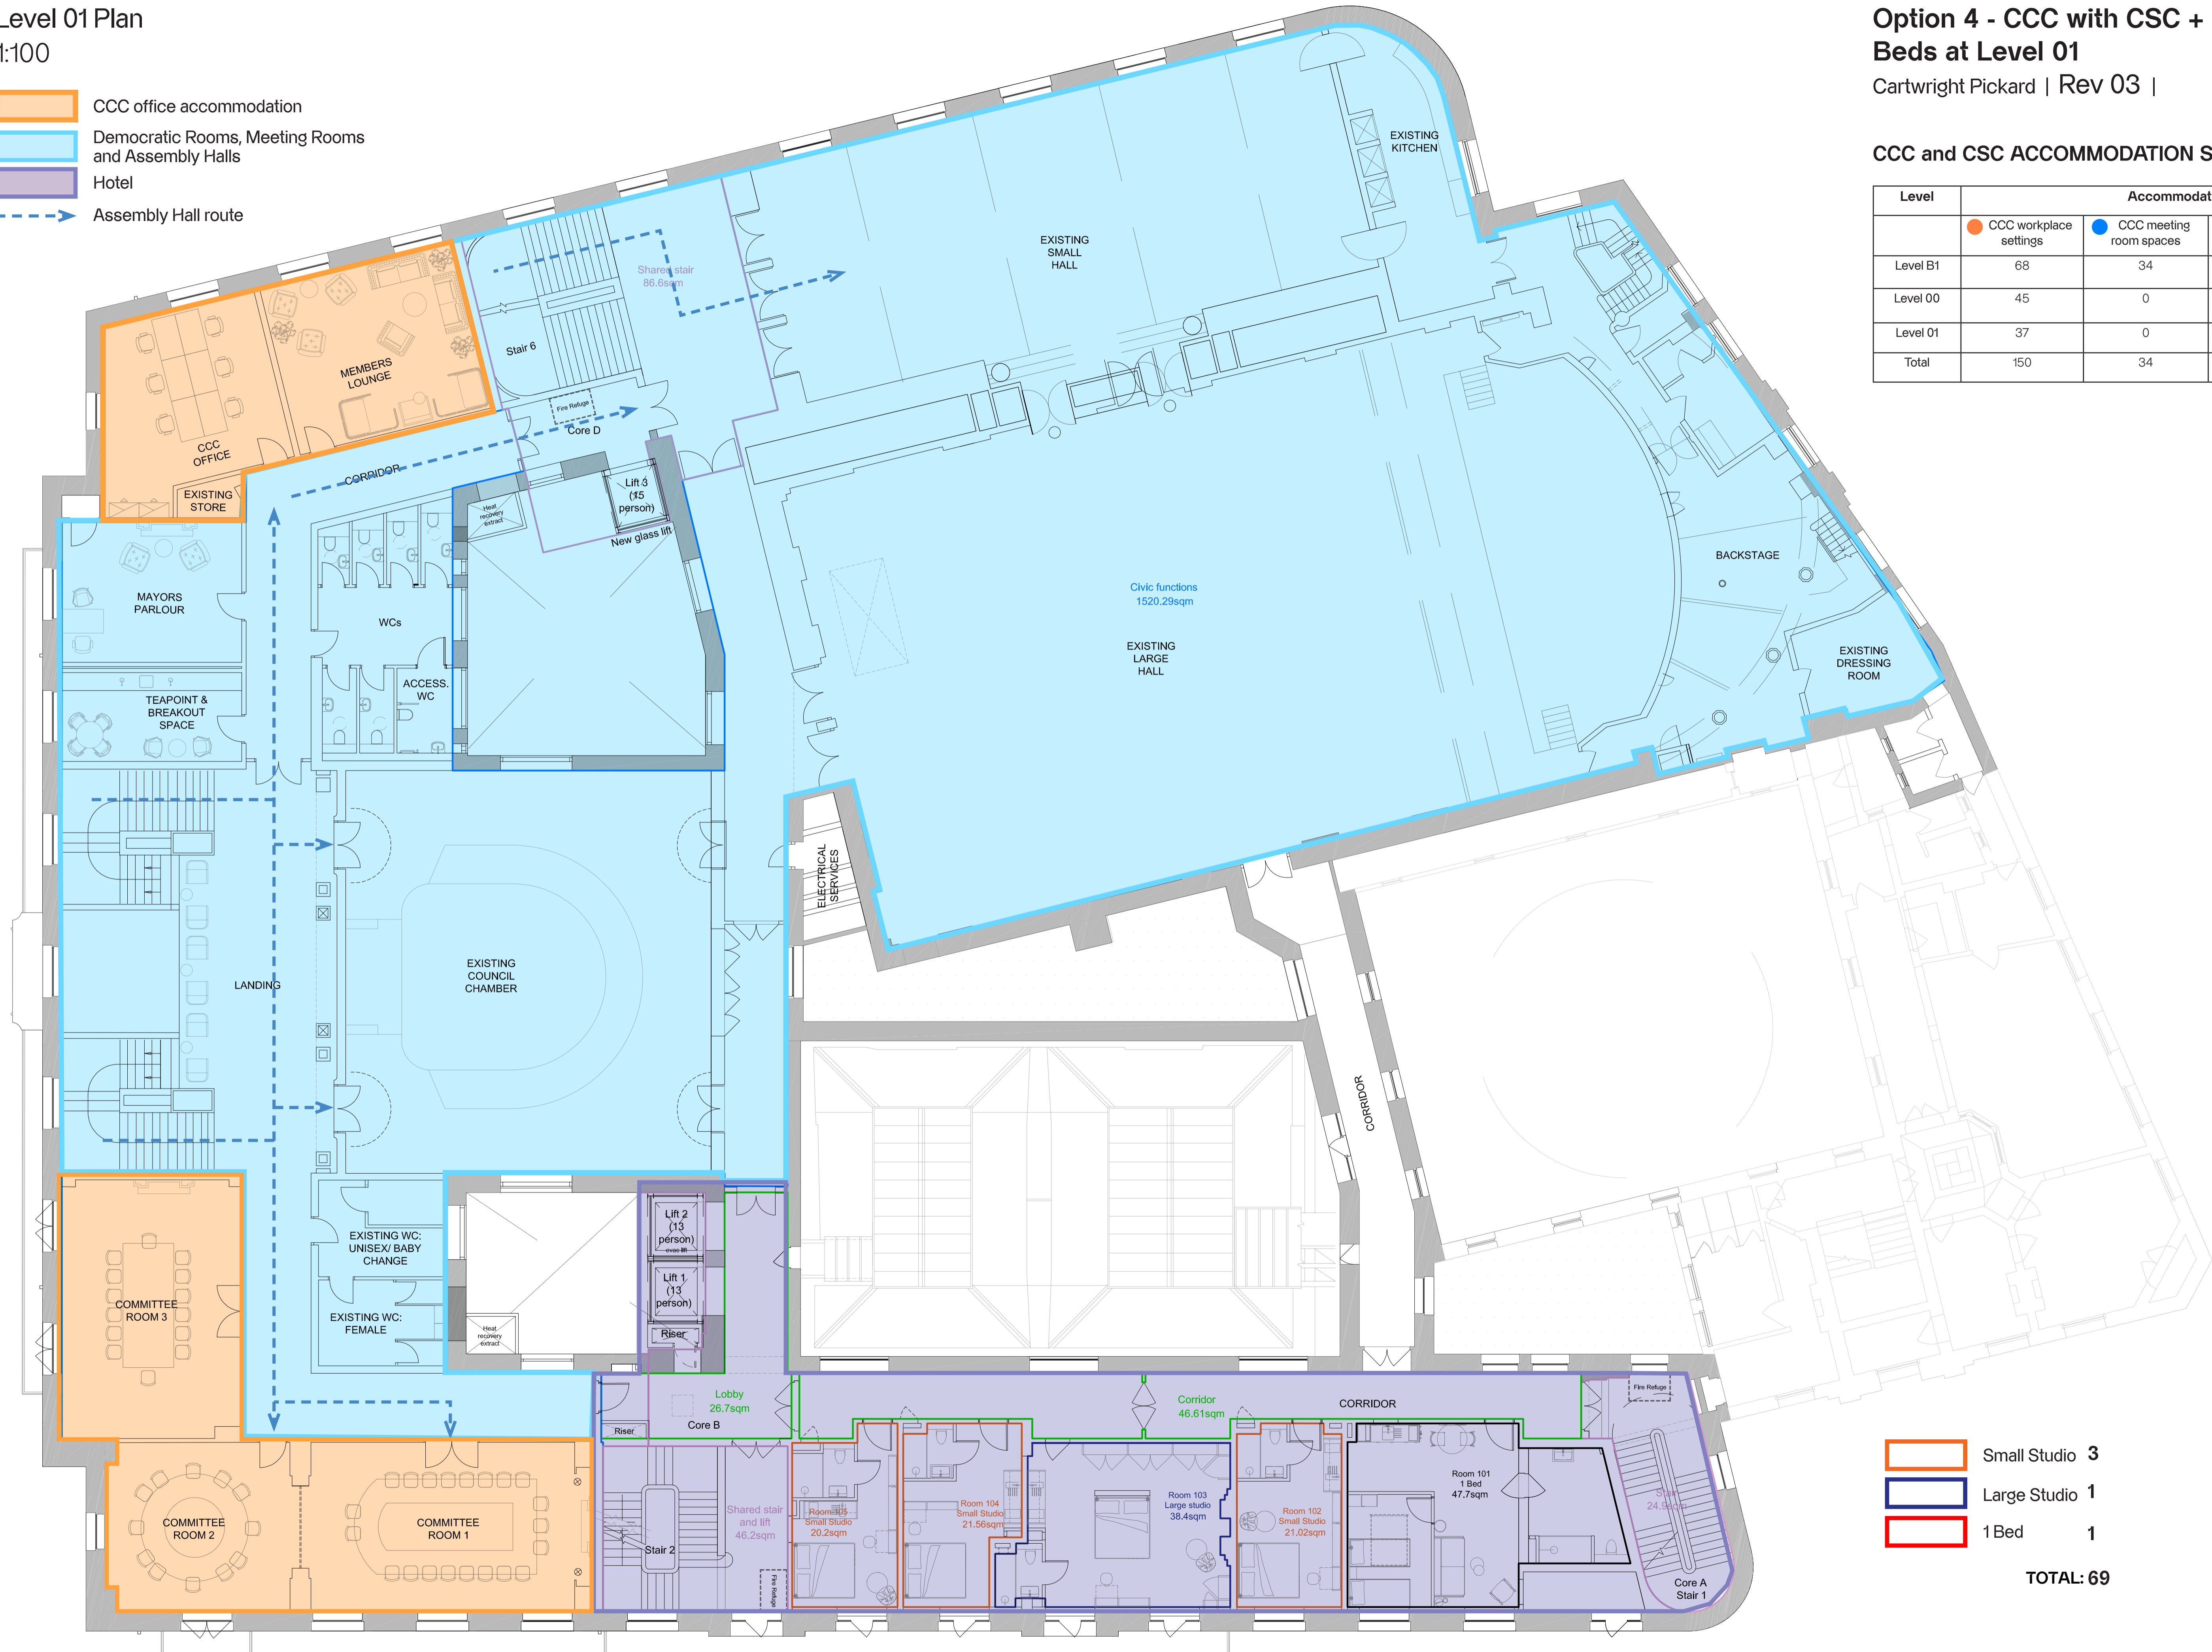 Level 01 Plan
1:100
CCC office accommodation
Democratic Rooms, Meeting Rooms
and Assembly Halls
Hotel
Assembly Hall route
Option 4 - CCC with CSC +
Beds at Level 01
Cartwright Pickard | Rev 03 |
CCC and CSC ACCOMMODATION S
Level
Accommodat
CCC workplace
settings
CCC meeting
room spaces
Level B1 68 34
Level 00 45 0
Level 01 37 0
Total 150 34
EXISTING
KITCHEN
EXISTING
SMALL
HALL
Shared stair
86.6sqm
Stair 6
MEMBERS
LOUNGE
CCC
OFFICE
EXISTING
STORE
CORRIDOR
Fire Refuge
Core D
Heat
recovery
extract
Lift 3
(15
person)
New glass lift
MAYORS
PARLOUR
WCs
ACCESS.
WC
TEAPOINT &
BREAKOUT
SPACE
Civic functions
1520.29sqm
EXISTING
LARGE
HALL
BACKSTAGE
EXISTING
DRESSING
ROOM
ELECTRICAL
SERVICES
LANDING
EXISTING
COUNCIL
CHAMBER
CORRIDOR
COMMITTEE
ROOM 3
EXISTING WC:
UNISEX/ BABY
CHANGE
EXISTING WC:
FEMALE
Heat
recovery
extract
Lift 2
(13
person)
evac lift
Lift 1
(13
person)
Riser
Lobby
26.7sqm
Core B
Riser
Corridor
46.61sqm
CORRIDOR
Fire Refuge
COMMITTEE
ROOM 2
COMMITTEE
ROOM 1
Shared stair
and lift
46.2sqm
Stair 2
Fire Refuge
Room 105
Small Studio
20.2sqm
Room 104
Small Studio
21.56sqm
Room 103
Large studio
38.4sqm
Room 102
Small Studio
21.02sqm
Room 101
1 Bed
47.7sqm
Stair
24.9sqm
Core A
Stair 1
Small Studio 3
Large Studio 1
1 Bed 1
TOTAL: 69